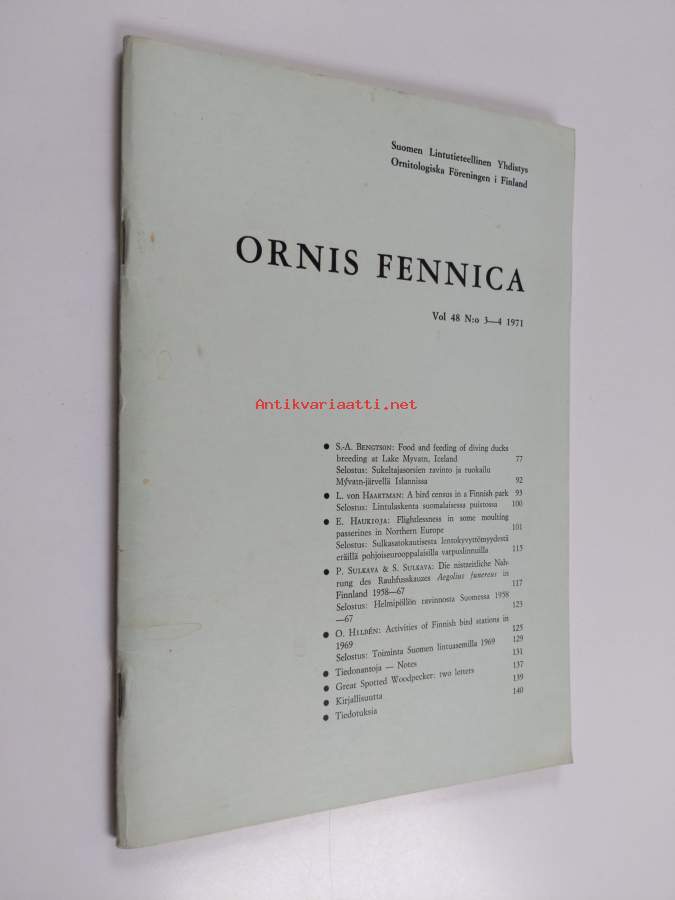 Suomen Lintutieteellinen Yhdistys
Ornitologiska Föreningen i Finland
ORNIS FENNICA
Vol 48 N:o 3—4 1971
Antikvariaatti.net
● S.-A. BENGTSON: Food and feeding of diving ducks
breeding at Lake Myvatn, Iceland 77
Selostus: Sukeltajasorsien ravinto ja ruokailu
Mývatn-järvellä Islannissa 92
● L. von HAARTMAN: A bird census in a Finnish park 93
Selostus: Lintulaskenta suomalaisessa puistossa 100
● E. HAUKIOJA: Flightlessness in some moulting
passerines in Northern Europe 101
Selostus: Sulkasatokautisesta lentokyvyttömyydestä
eräillä pohjoiseurooppalaisilla varpuslinnuilla 115
● P. SULKAVA & S. SULKAVA: Die nistzeitliche Nah-
rung des Rauhfusskauzes Aegolius funereus in
Finnland 1958—67 117
Selostus: Helmipöllön ravinnosta Suomessa 1958
—67 123
● O. HILDÉN: Activities of Finnish bird stations in
1969 125
Selostus: Toiminta Suomen lintuasemilla 1969 129
● Tiedonantoja — Notes 131
● Great Spotted Woodpecker: two letters 137
● Kirjallisuutta 139
● Tiedotuksia 140